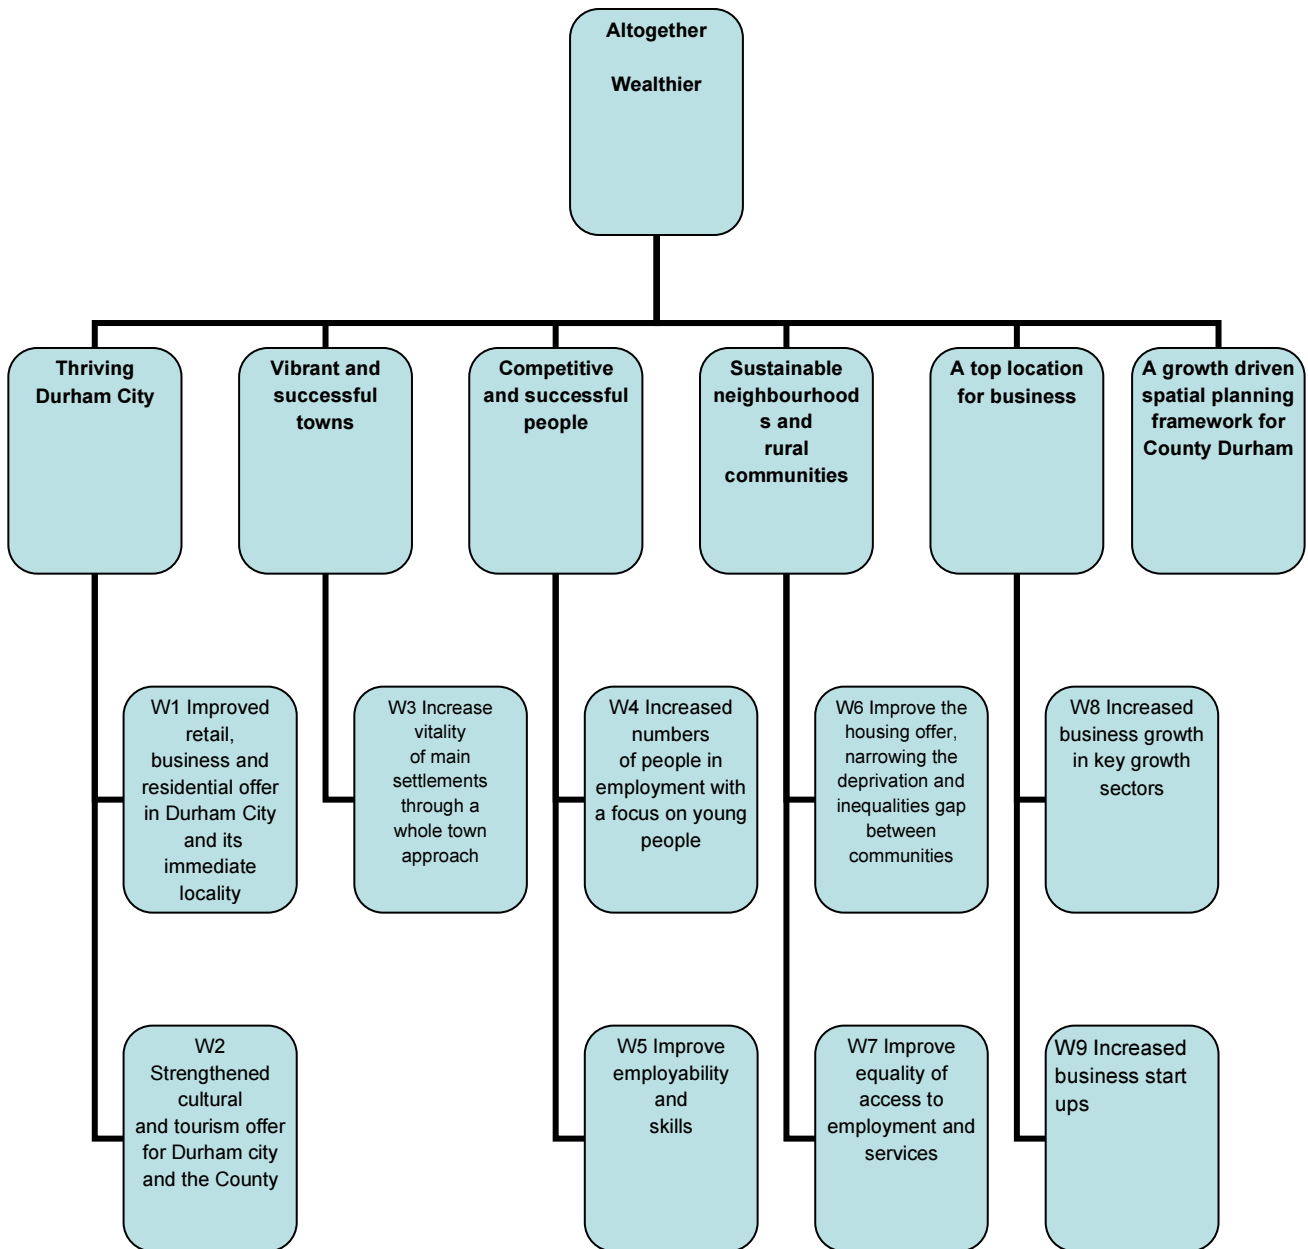 Altogether
Wealthier
Thriving
Durham City
Vibrant and
successful
towns
Competitive
and successful
people
Sustainable
neighbourhood
s and
rural
communities
A top location
for business
A growth driven
spatial planning
framework for
County Durham
W1 Improved
retail,
business and
residential offer
in Durham City
and its
immediate
locality
W3 Increase
vitality
of main
settlements
through a
whole town
approach
W4 Increased
numbers
of people in
employment with
a focus on young
people
W6 Improve the
housing offer,
narrowing the
deprivation and
inequalities gap
between
communities
W8 Increased
business growth
in key growth
sectors
W2
Strengthened
cultural
and tourism offer
for Durham city
and the County
W5 Improve
employability
and
skills
W7 Improve
equality of
access to
employment and
services
W9 Increased
business start
ups